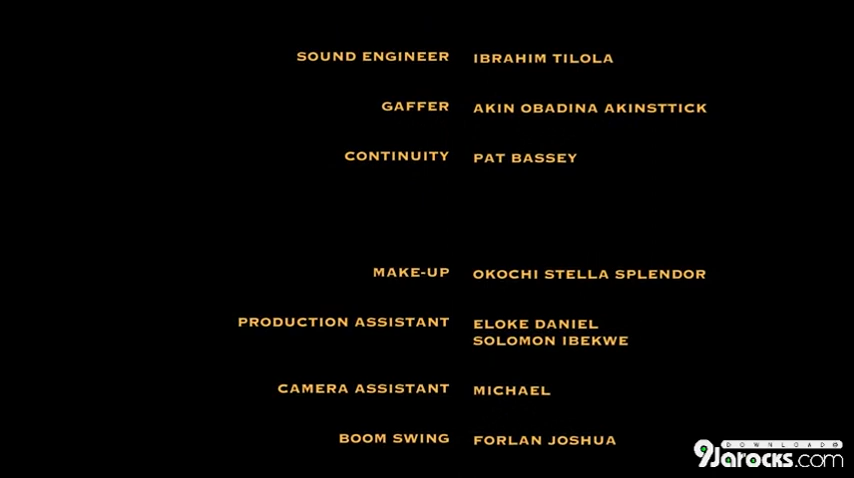 SOUND ENGINEER IBRAHIM TILOLA
GAFFER AKIN OBADINA AKINSTTICK
CONTINUITY PAT BASSEY
MAKE-UP OKOCHI STELLA SPLENDOR
PRODUCTION ASSISTANT ELOKE DANIEL
SOLOMON IBEKWE
CAMERA ASSISTANT MICHAEL
BOOM SWING FORLAN JOSHUA
DOWNLOAD@
9Jarocks.com